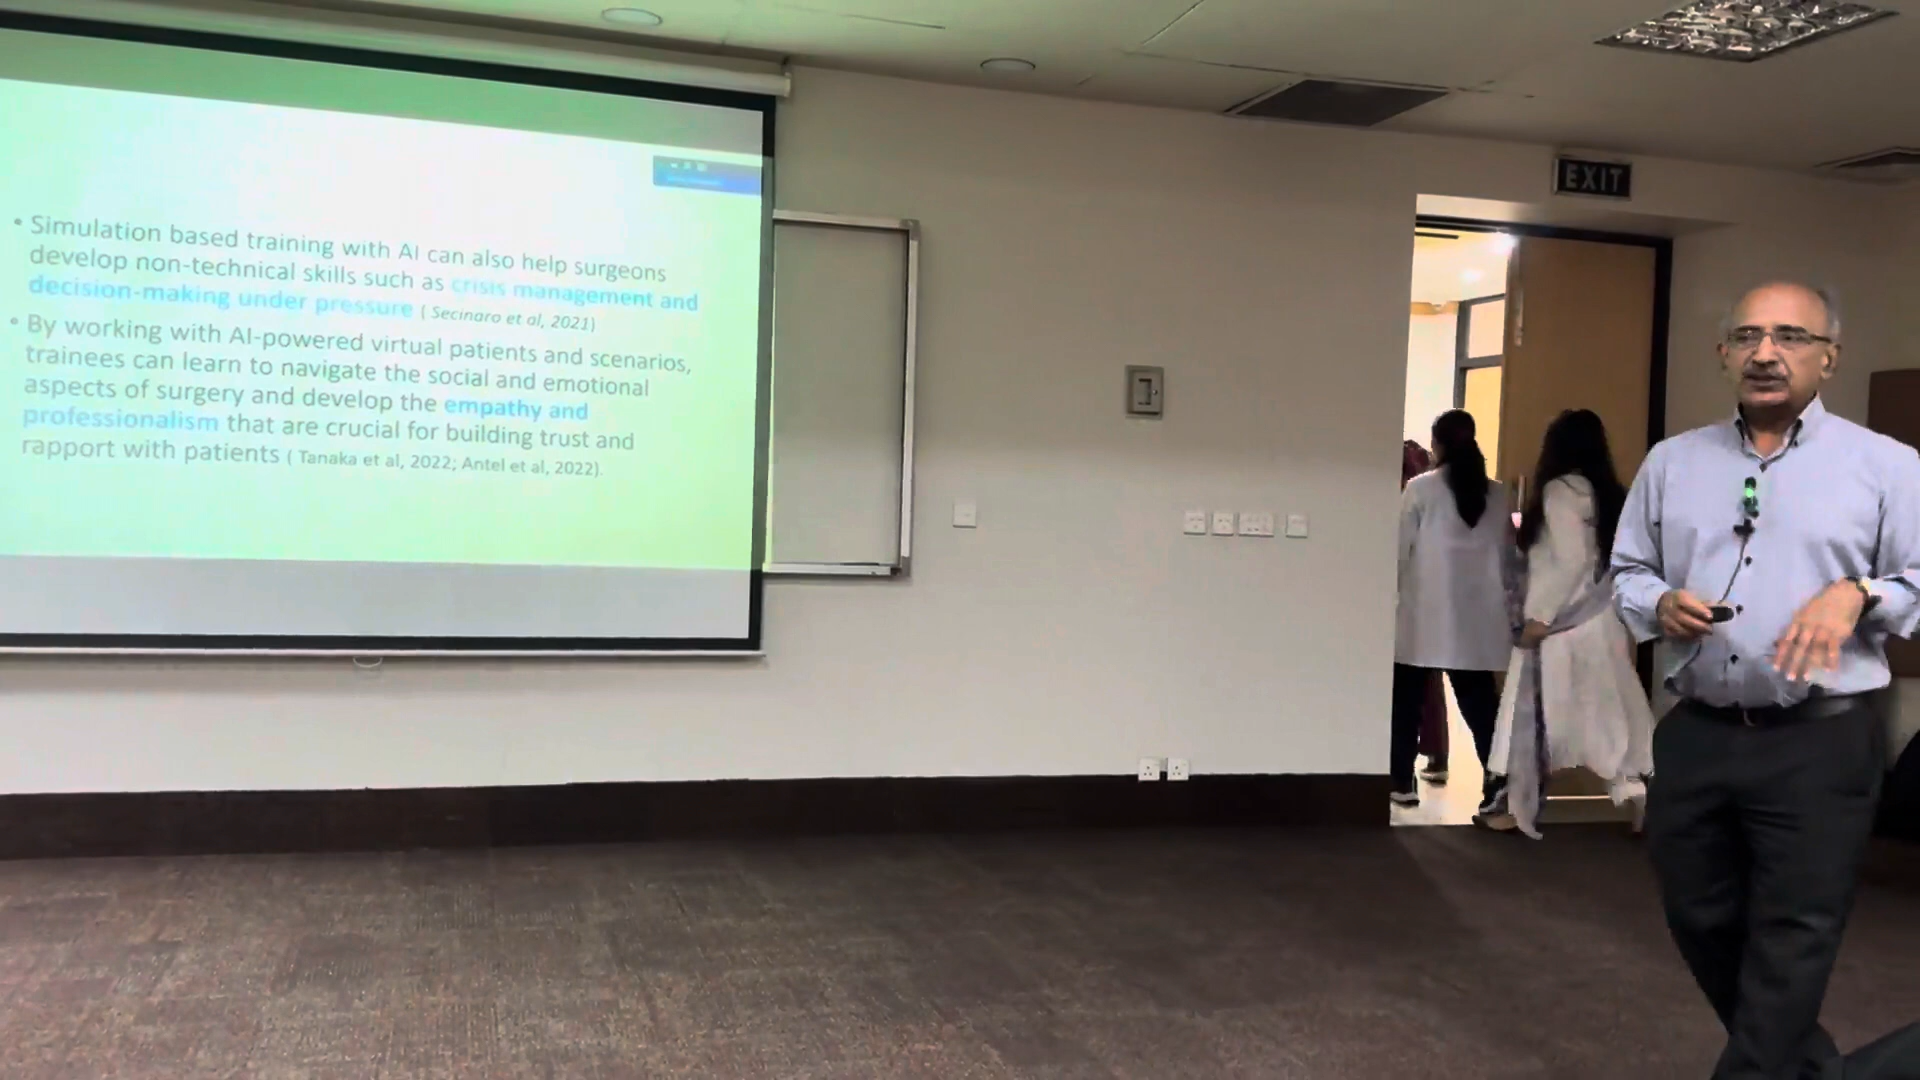 • Simulation based training with AI can also help surgeons
develop non-technical skills such as crisis management and
decision-making under pressure ( Secinaro et al, 2021)
• By working with AI-powered virtual patients and scenarios,
trainees can learn to navigate the social and emotional
aspects of surgery and develop the empathy and
professionalism that are crucial for building trust and
rapport with patients ( Tanaka et al, 2022; Antel et al, 2022).
EXIT